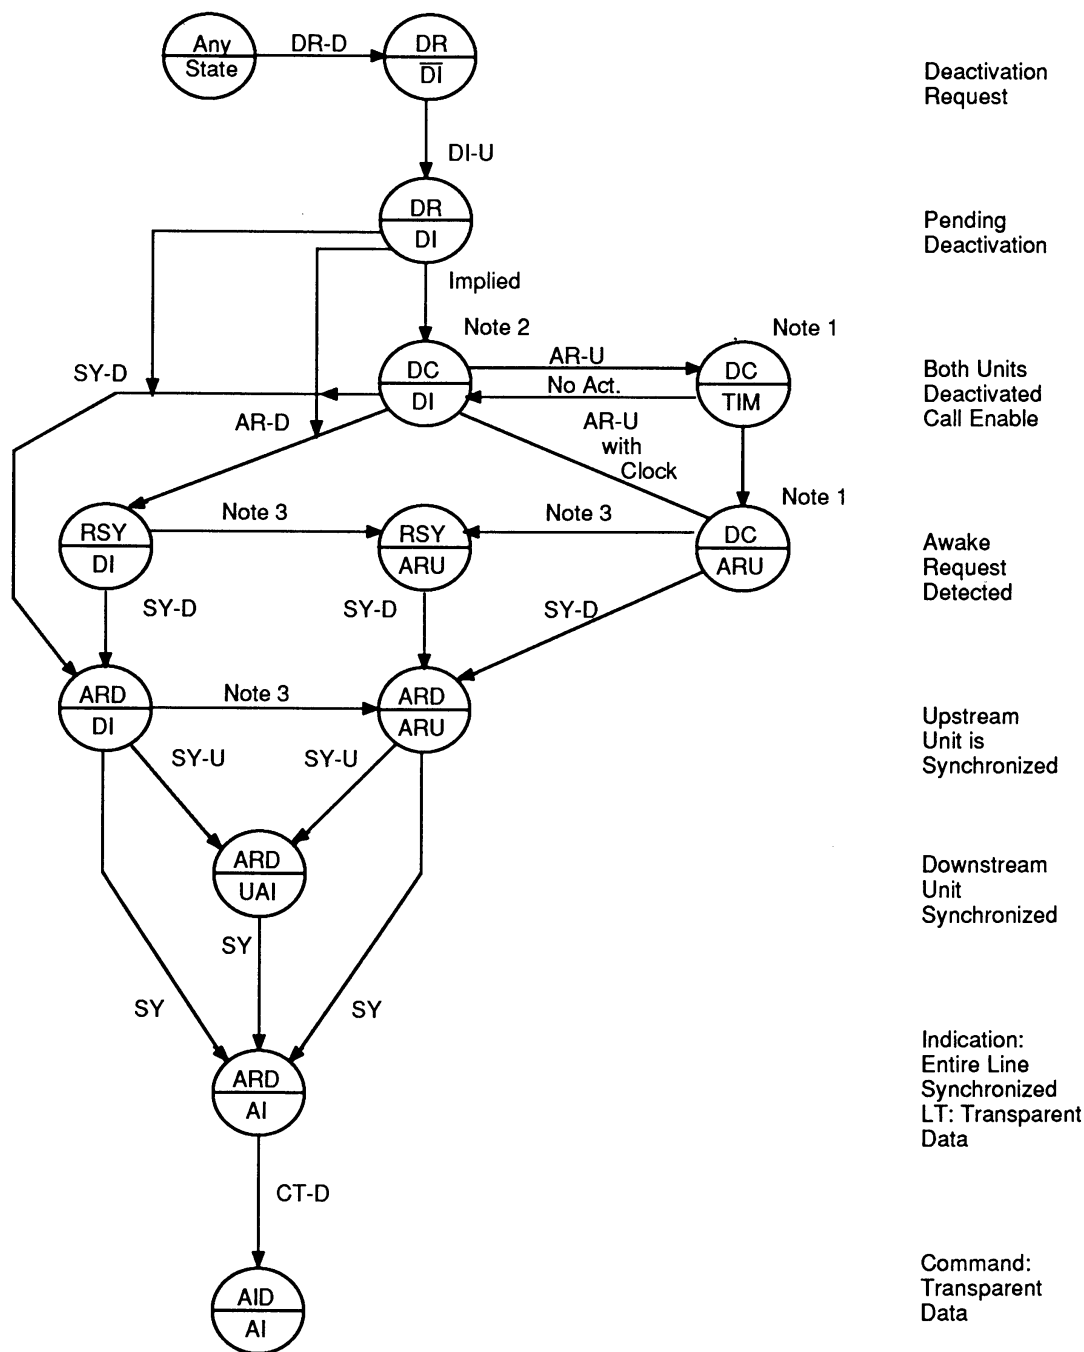 Any
State
DR-D
DR
DI
Deactivation
Request
DI-U
DR
DI
Pending
Deactivation
Implied
Note 2
Note 1
SY-D
DC
DI
AR-U
No Act.
DC
TIM
Both Units
Deactivated
Call Enable
AR-D
AR-U
with
Clock
Note 1
RSY
DI
Note 3
RSY
ARU
Note 3
DC
ARU
Awake
Request
Detected
SY-D
SY-D
SY-D
ARD
DI
Note 3
ARD
ARU
Upstream
Unit is
Synchronized
SY-U
SY-U
ARD
UAI
Downstream
Unit
Synchronized
SY
SY
SY
ARD
AI
Indication:
Entire Line
Synchronized
LT: Transparent
Data
CT-D
AID
AI
Command:
Transparent
Data